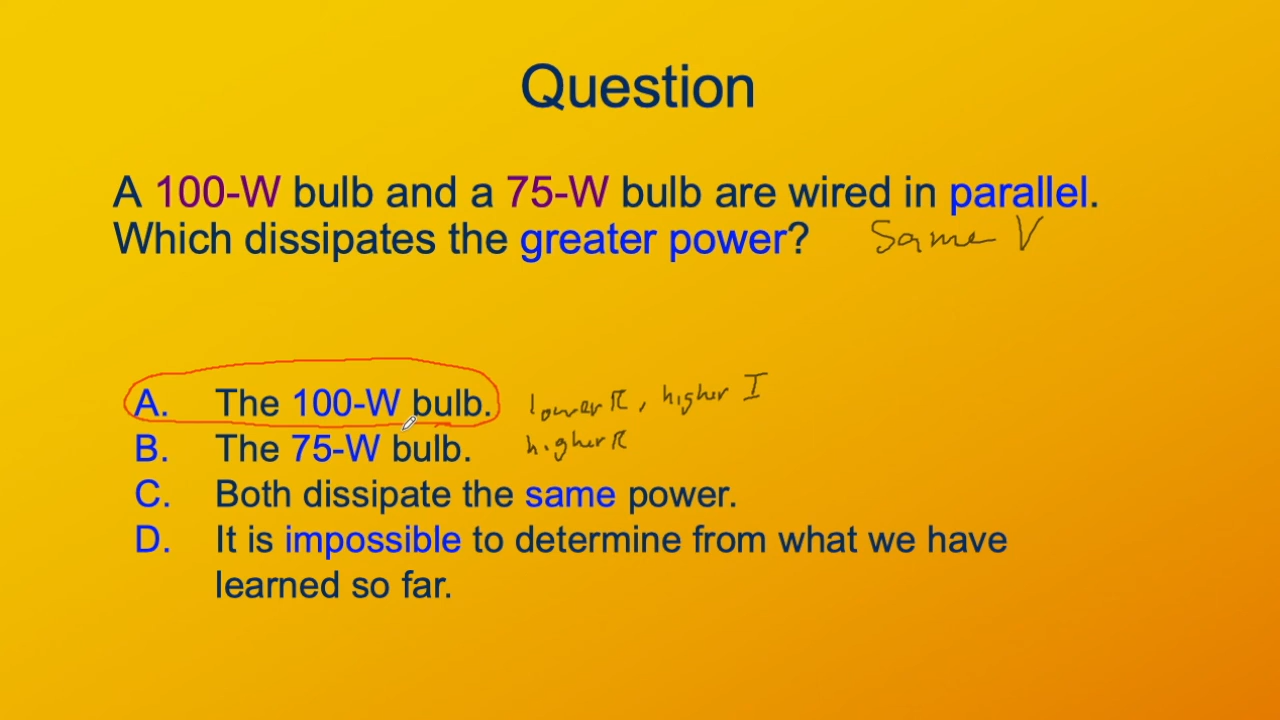 Question
A 100-W bulb and a 75-W bulb are wired in parallel.
Which dissipates the greater power? Same V
A. The 100-W bulb. lower R, higher I
B. The 75-W bulb. higher R
C. Both dissipate the same power.
D. It is impossible to determine from what we have
learned so far.